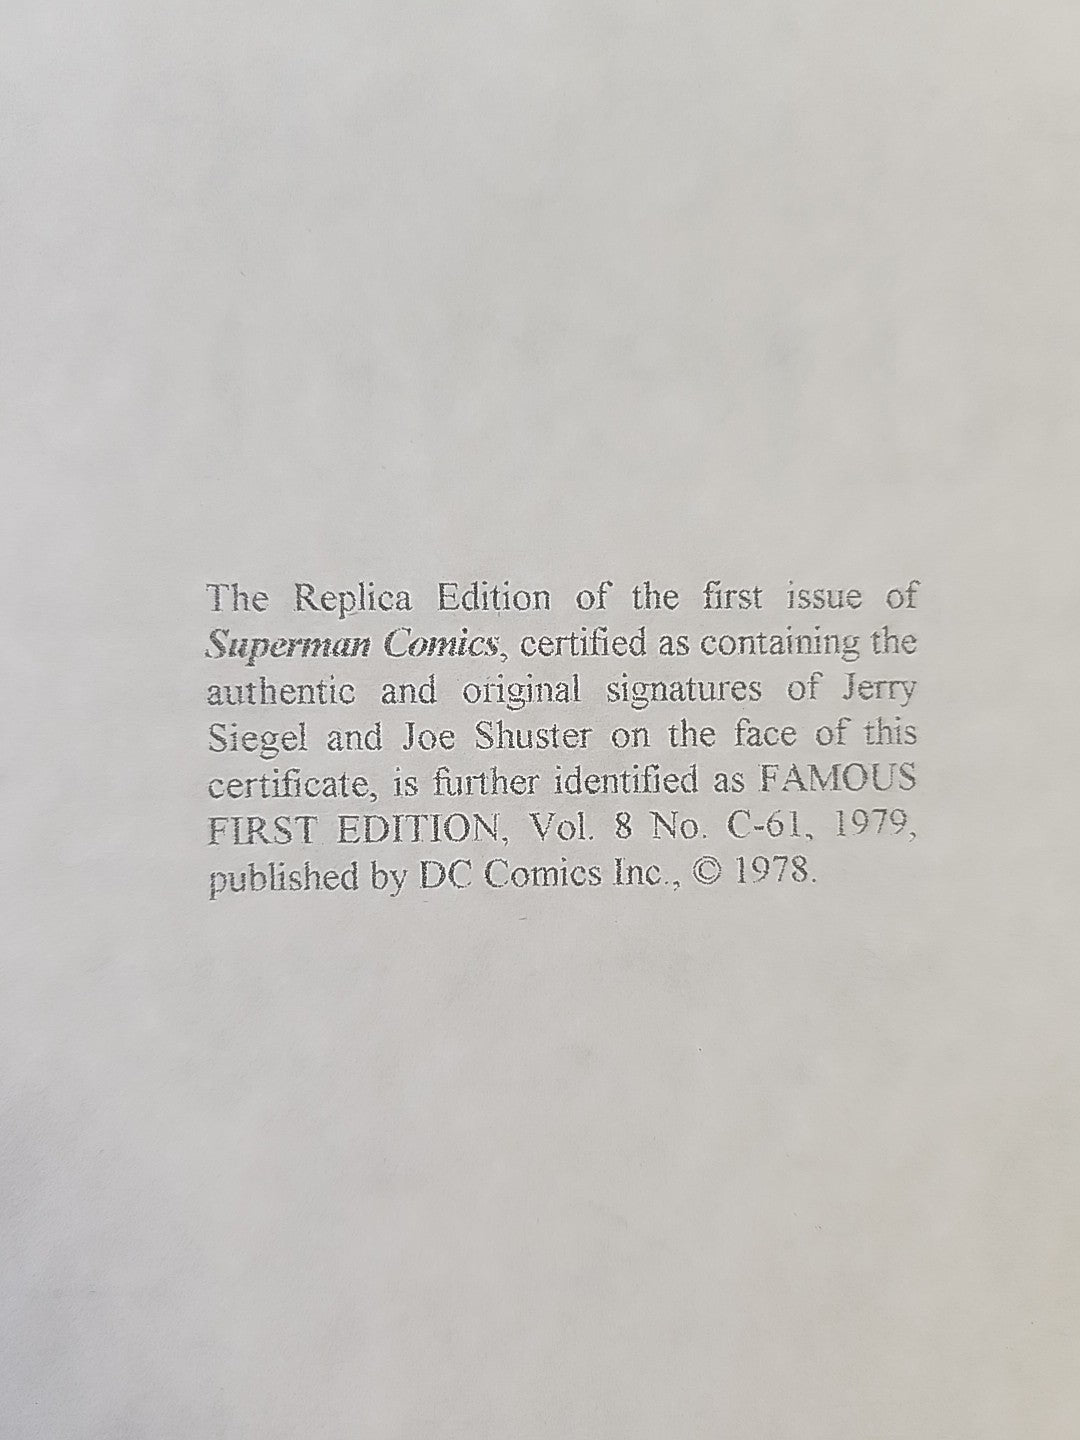 The Replica Edition of the first issue of
Superman Comics, certified as containing the
authentic and original signatures of Jerry
Siegel and Joe Shuster on the face of this
certificate, is further identified as FAMOUS
FIRST EDITION, Vol. 8 No. C-61, 1979,
published by DC Comics Inc., © 1978.